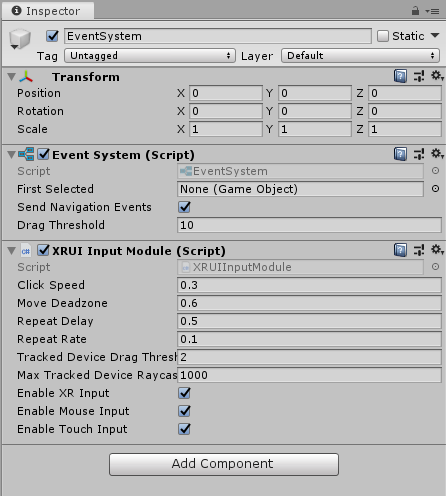 Inspector
EventSystem
Static
Tag Untagged Layer Default
Transform
Position X 0 Y 0 Z 0
Rotation X 0 Y 0 Z 0
Scale X 1 Y 1 Z 1
Event System (Script)
Script EventSystem
First Selected None (Game Object)
Send Navigation Events
Drag Threshold 10
XRUI Input Module (Script)
Script XRUIInputModule
Click Speed 0.3
Move Deadzone 0.6
Repeat Delay 0.5
Repeat Rate 0.1
Tracked Device Drag Thresh 2
Max Tracked Device Raycas 1000
Enable XR Input
Enable Mouse Input
Enable Touch Input
Add Component